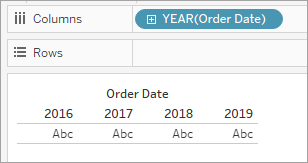 Columns YEAR(Order Date)
Rows
Order Date
2016 2017 2018 2019
Abc Abc Abc Abc